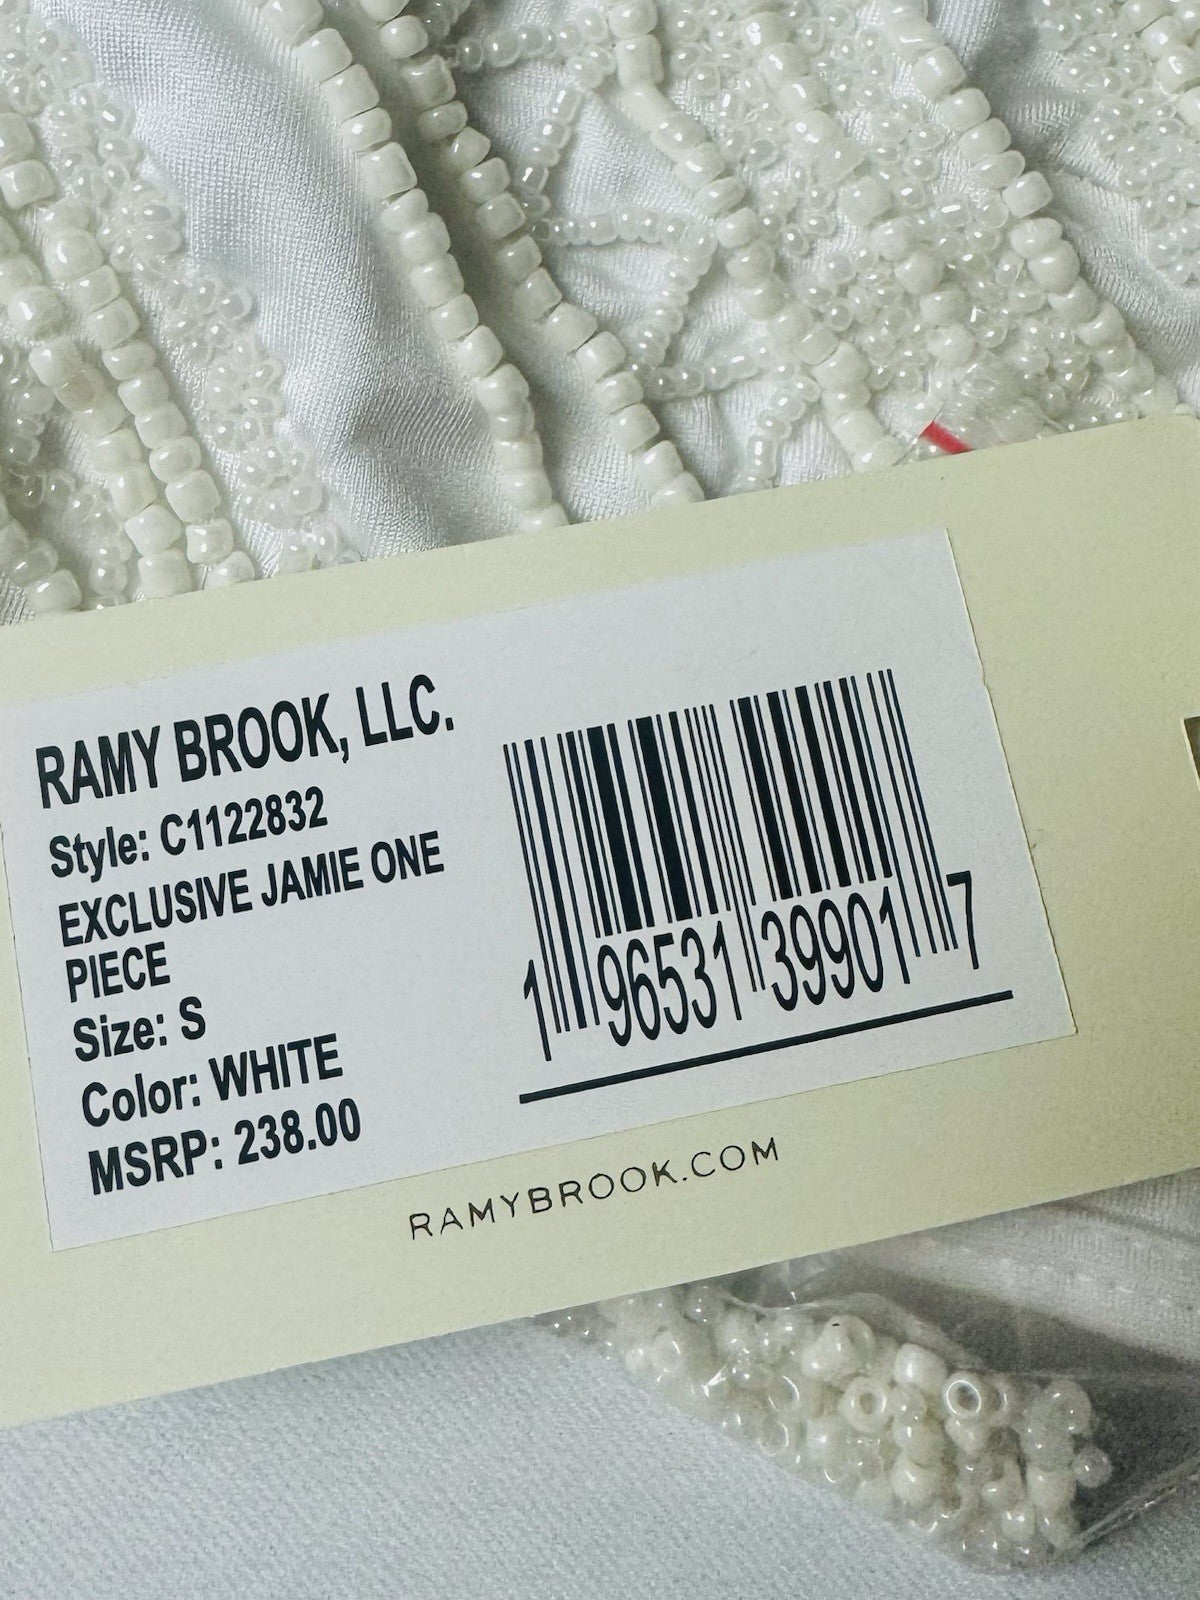 RAMY BROOK, LLC.
Style: C1122832
EXCLUSIVE JAMIE ONE
PIECE
Size: S
Color: WHITE
MSRP: 238.00
1 96531 39901 7
RAMYBROOK.COM